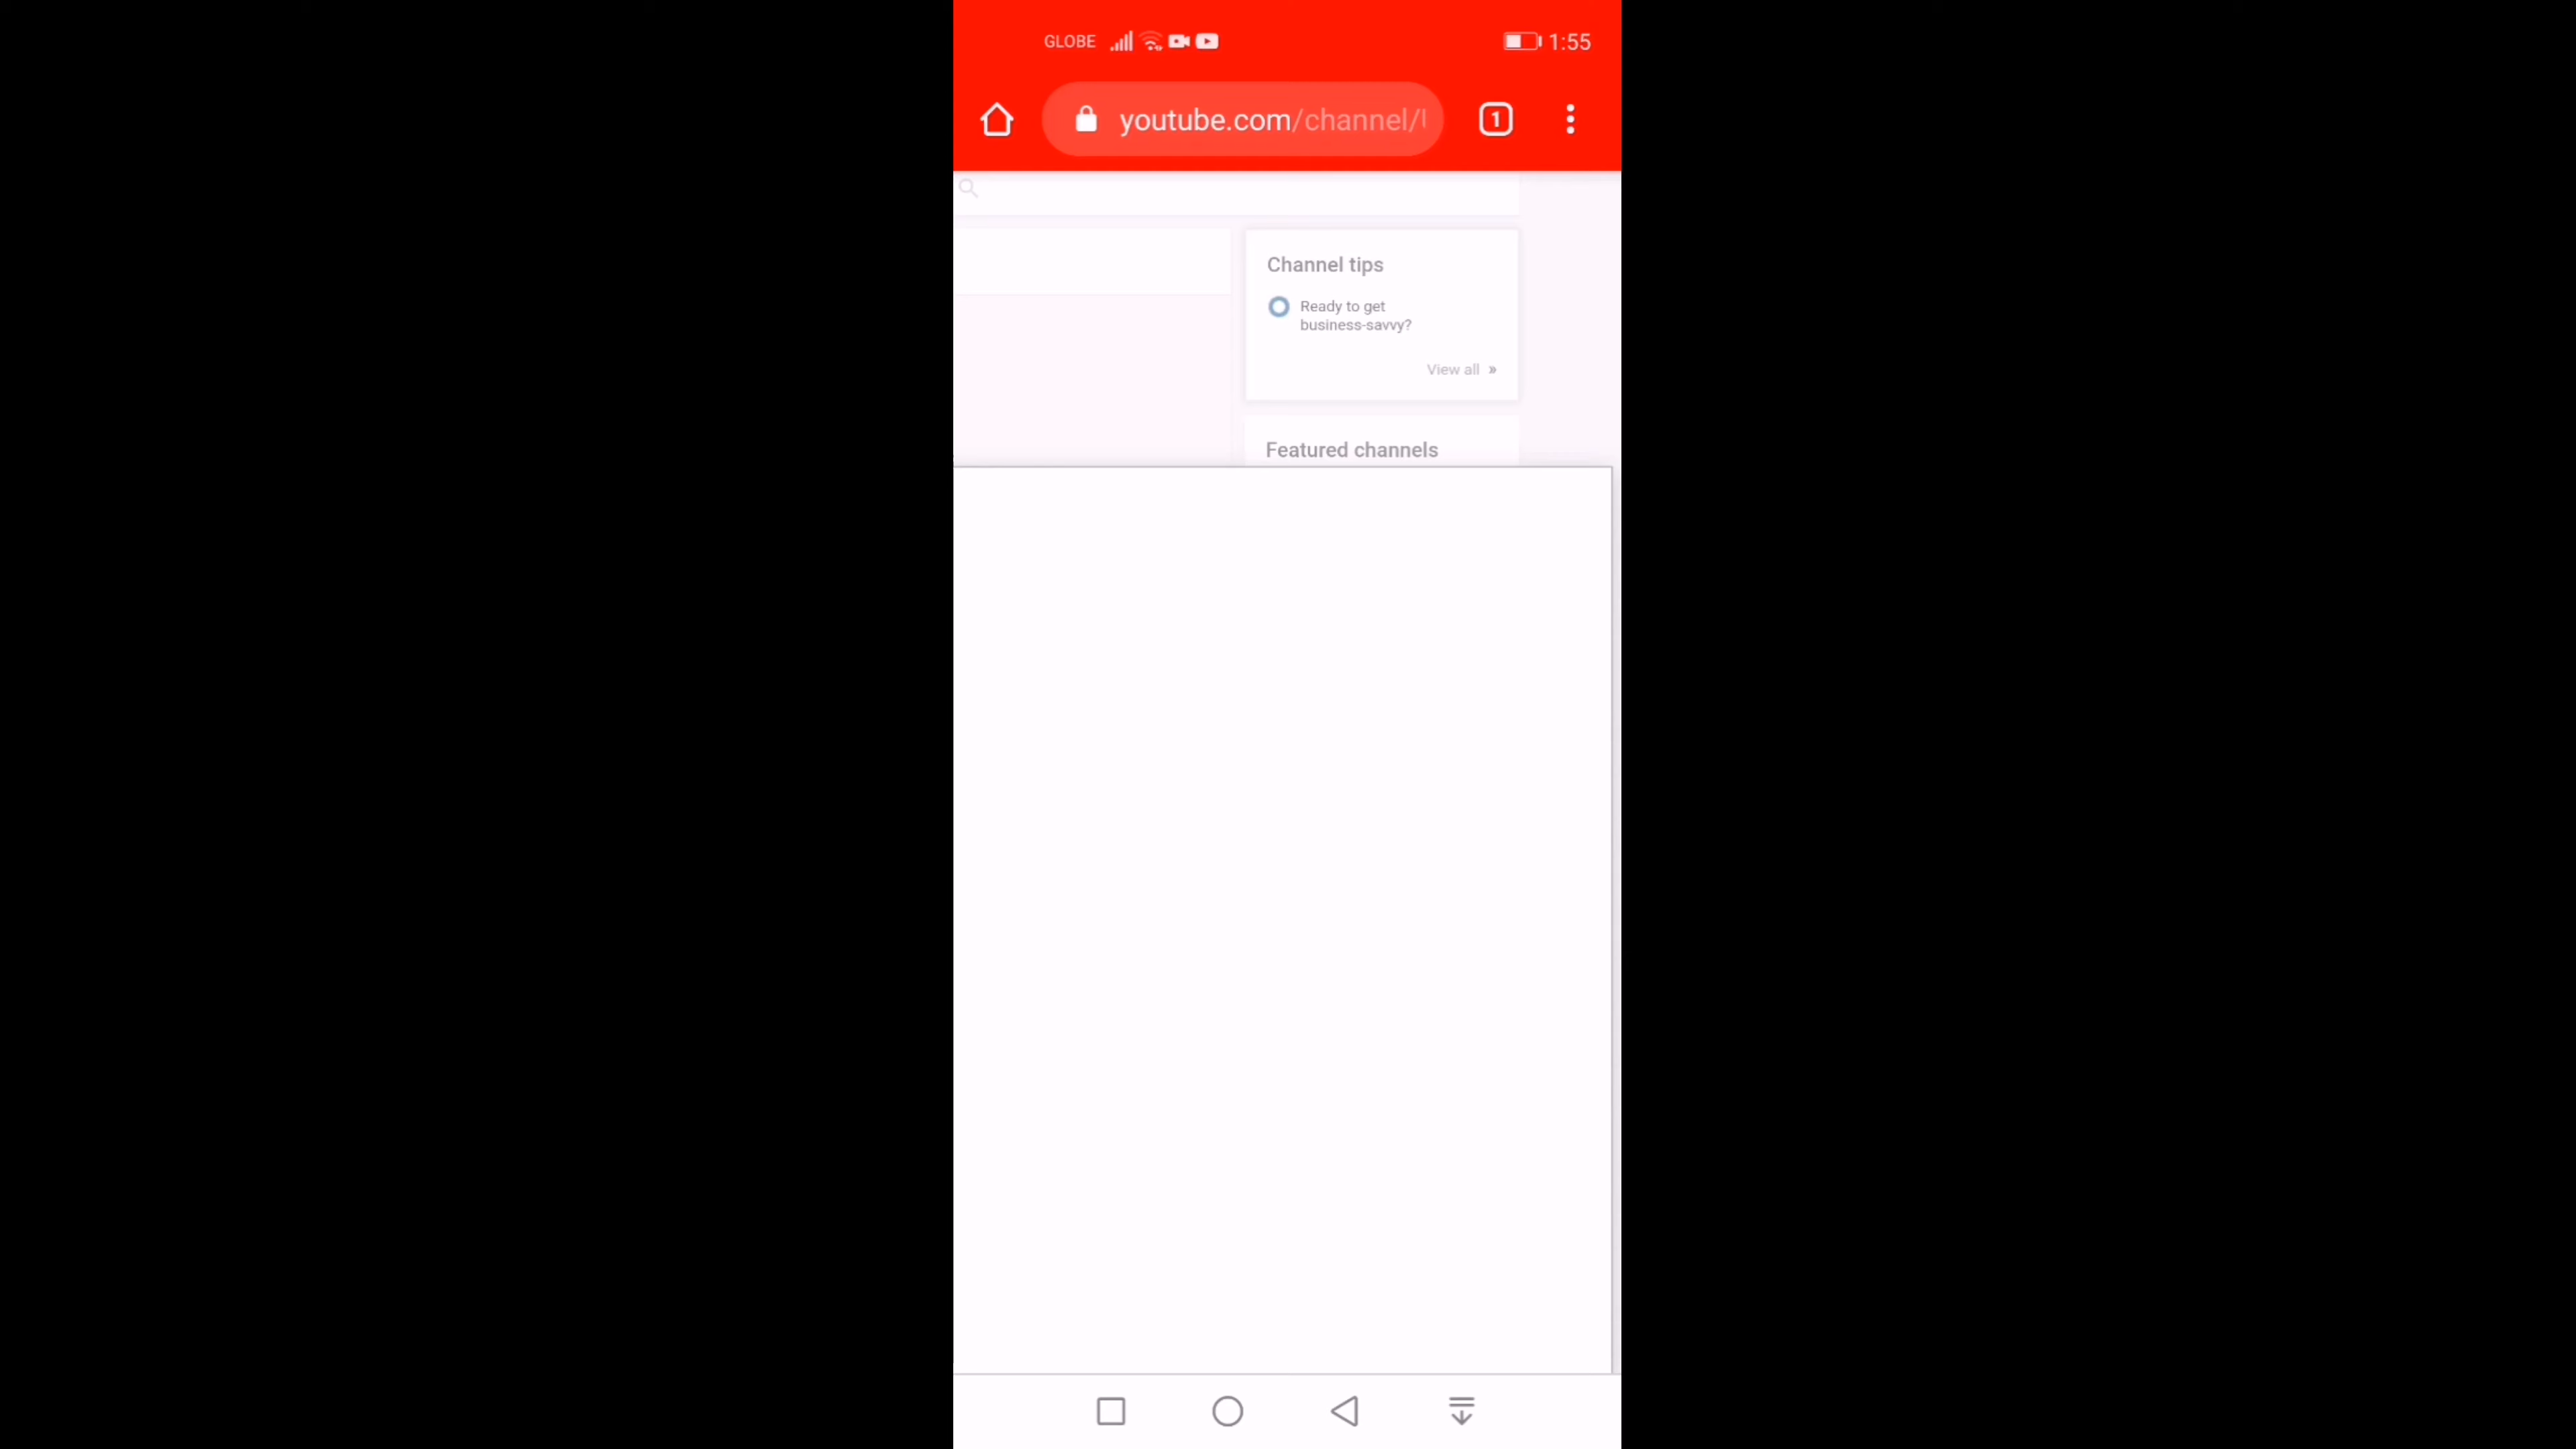 GLOBE
1:55
youtube.com/channel/
1
Channel tips
Ready to get
business-savvy?
View all »
Featured channels